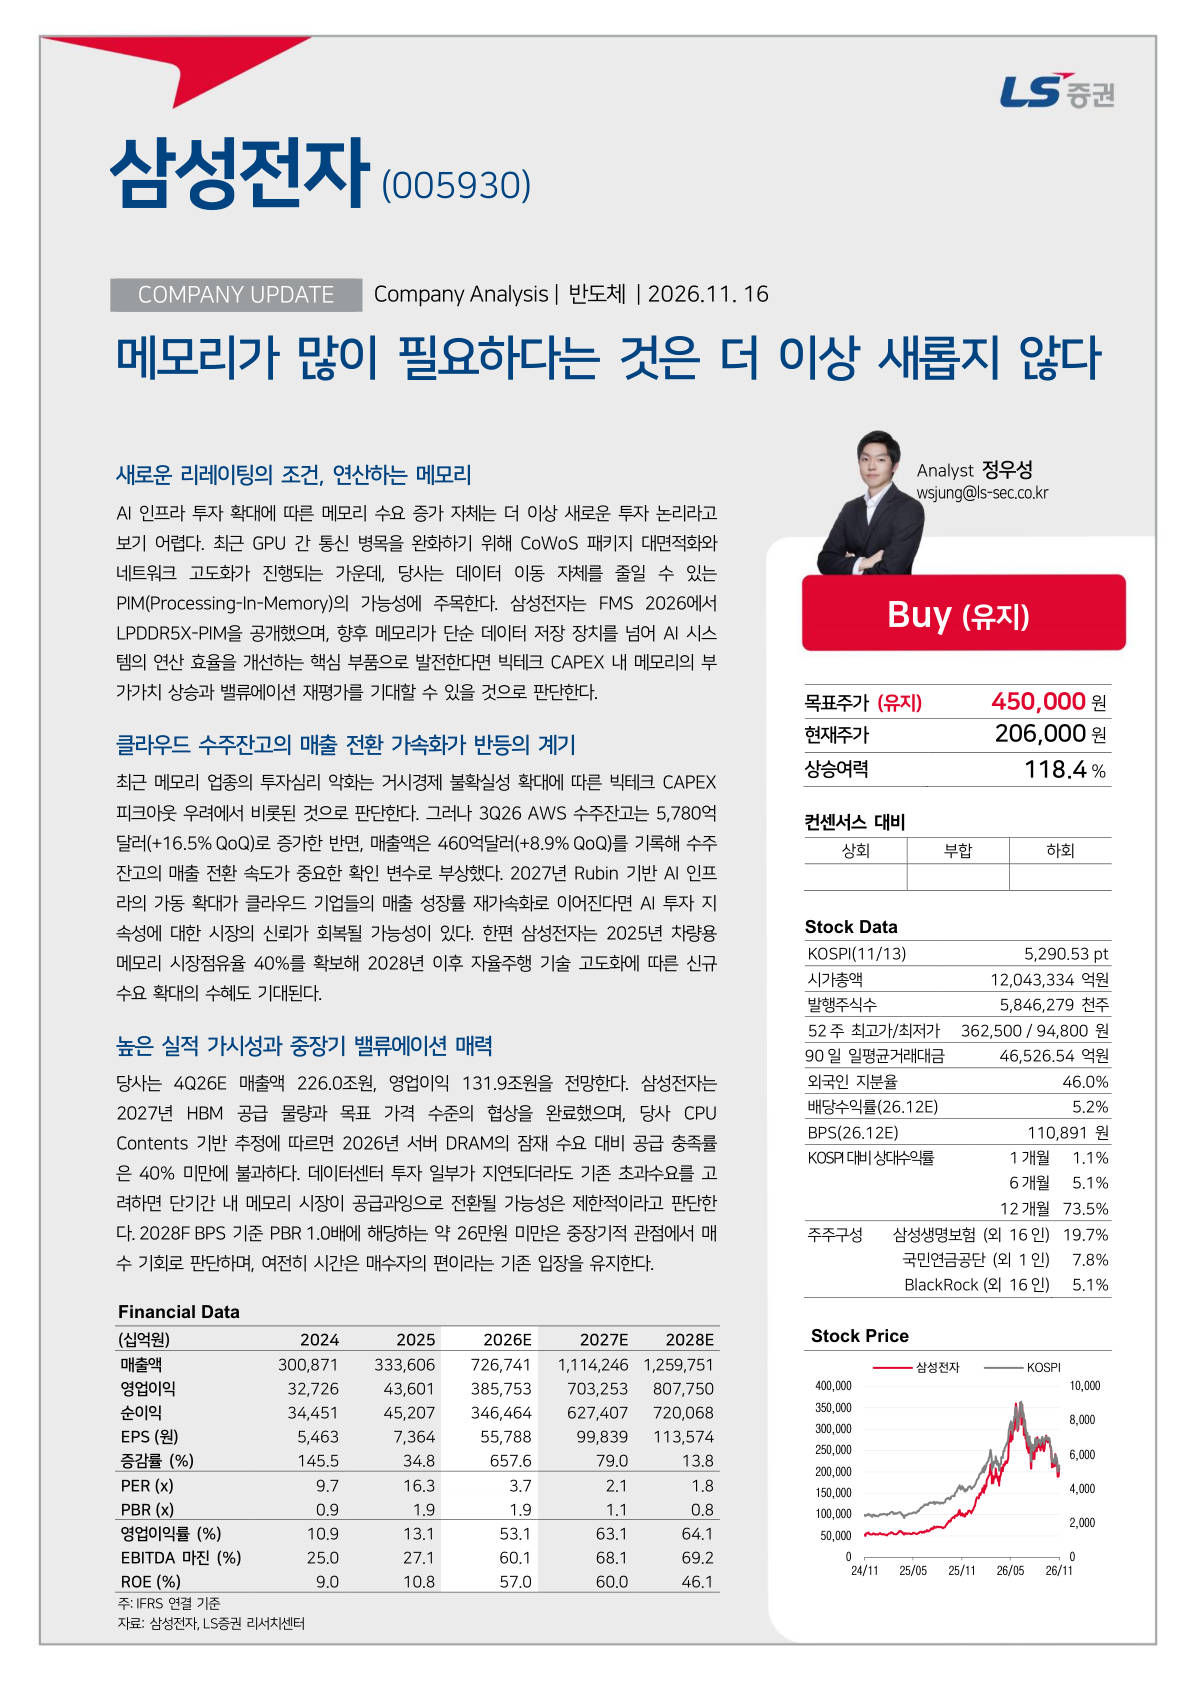 LS증권
삼성전자 (005930)
COMPANY UPDATE Company Analysis | 반도체 | 2026.11. 16
메모리가 많이 필요하다는 것은 더 이상 새롭지 않다
새로운 리레이팅의 조건, 연산하는 메모리
AI 인프라 투자 확대에 따른 메모리 수요 증가 자체는 더 이상 새로운 투자 논리라고
보기 어렵다. 최근 GPU 간 통신 병목을 완화하기 위해 CoWoS 패키지 대면적화와
네트워크 고도화가 진행되는 가운데, 당사는 데이터 이동 자체를 줄일 수 있는
PIM(Processing-In-Memory)의 가능성에 주목한다. 삼성전자는 FMS 2026에서
LPDDR5X-PIM을 공개했으며, 향후 메모리가 단순 데이터 저장 장치를 넘어 AI 시스
템의 연산 효율을 개선하는 핵심 부품으로 발전한다면 빅테크 CAPEX 내 메모리의 부
가가치 상승과 밸류에이션 재평가를 기대할 수 있을 것으로 판단한다.
클라우드 수주잔고의 매출 전환 가속화가 반등의 계기
최근 메모리 업종의 투자심리 악화는 거시경제 불확실성 확대에 따른 빅테크 CAPEX
피크아웃 우려에서 비롯된 것으로 판단한다. 그러나 3Q26 AWS 수주잔고는 5,780억
달러(+16.5% QoQ)로 증가한 반면, 매출액은 460억달러(+8.9% QoQ)를 기록해 수주
잔고의 매출 전환 속도가 중요한 확인 변수로 부상했다. 2027년 Rubin 기반 AI 인프
라의 가동 확대가 클라우드 기업들의 매출 성장률 재가속화로 이어진다면 AI 투자 지
속성에 대한 시장의 신뢰가 회복될 가능성이 있다. 한편 삼성전자는 2025년 차량용
메모리 시장점유율 40%를 확보해 2028년 이후 자율주행 기술 고도화에 따른 신규
수요 확대의 수혜도 기대된다.
높은 실적 가시성과 중장기 밸류에이션 매력
당사는 4Q26E 매출액 226.0조원, 영업이익 131.9조원을 전망한다. 삼성전자는
2027년 HBM 공급 물량과 목표 가격 수준의 협상을 완료했으며, 당사 CPU
Contents 기반 추정에 따르면 2026년 서버 DRAM의 잠재 수요 대비 공급 충족률
은 40% 미만에 불과하다. 데이터센터 투자 일부가 지연되더라도 기존 초과수요를 고
려하면 단기간 내 메모리 시장이 공급과잉으로 전환될 가능성은 제한적이라고 판단한
다. 2028F BPS 기준 PBR 1.0배에 해당하는 약 26만원 미만은 중장기적 관점에서 매
수 기회로 판단하며, 여전히 시간은 매수자의 편이라는 기존 입장을 유지한다.
Financial Data
(십억원) 2024 2025 2026E 2027E 2028E
매출액 300,871 333,606 726,741 1,114,246 1,259,751
영업이익 32,726 43,601 385,753 703,253 807,750
순이익 34,451 45,207 346,464 627,407 720,068
EPS (원) 5,463 7,364 55,788 99,839 113,574
증감률 (%) 145.5 34.8 657.6 79.0 13.8
PER (x) 9.7 16.3 3.7 2.1 1.8
PBR (x) 0.9 1.9 1.9 1.1 0.8
영업이익률 (%) 10.9 13.1 53.1 63.1 64.1
EBITDA 마진 (%) 25.0 27.1 60.1 68.1 69.2
ROE (%) 9.0 10.8 57.0 60.0 46.1
주: IFRS 연결 기준
자료: 삼성전자, LS증권 리서치센터
Analyst 정우성
wsjung@ls-sec.co.kr
Buy (유지)
목표주가 (유지) 450,000 원
현재주가 206,000 원
상승여력 118.4 %
컨센서스 대비
상회 부합 하회
Stock Data
KOSPI(11/13) 5,290.53 pt
시가총액 12,043,334 억원
발행주식수 5,846,279 천주
52 주 최고가/최저가 362,500 / 94,800 원
90 일 일평균거래대금 46,526.54 억원
외국인 지분율 46.0%
배당수익률(26.12E) 5.2%
BPS(26.12E) 110,891 원
KOSPI 대비 상대수익률 1 개월 1.1%
6 개월 5.1%
12 개월 73.5%
주주구성 삼성생명보험 (외 16 인) 19.7%
국민연금공단 (외 1 인) 7.8%
BlackRock (외 16 인) 5.1%
Stock Price
삼성전자 KOSPI
400,000 10,000
350,000
300,000 8,000
250,000 6,000
200,000
150,000 4,000
100,000
50,000 2,000
0 0
24/11 25/05 25/11 26/05 26/11